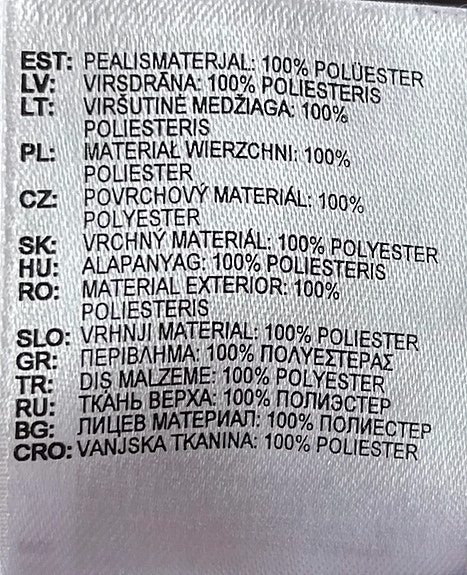 EST: PEALISMATERJAL: 100% POLÜESTER
LV: VIRSDRĀNA: 100% POLIESTERIS
LT: VIRŠUTINĖ MEDŽIAGA: 100%
POLIESTERIS
PL: MATERIAŁ WIERZCHNI: 100%
POLIESTER
CZ: POVRCHOVÝ MATERIÁL: 100%
POLYESTER
SK: VRCHNÝ MATERIÁL: 100% POLYESTER
HU: ALAPANYAG: 100% POLIESTERIS
RO: MATERIAL EXTERIOR: 100%
POLIESTERIS
SLO: VRHNJI MATERIAL: 100% POLIESTER
GR: ΠΕΡΙΒΛΗΜΑ: 100% ΠΟΛΥΕΣΤΕΡΑΣ
TR: DIS MALZEME: 100% POLYESTER
RU: ТКАНЬ ВЕРХА: 100% ПОЛИЭСТЕР
BG: ЛИЦЕВ МАТЕРИАЛ: 100% ПОЛИЕСТЕР
CRO: VANJSKA TKANINA: 100% POLIESTER